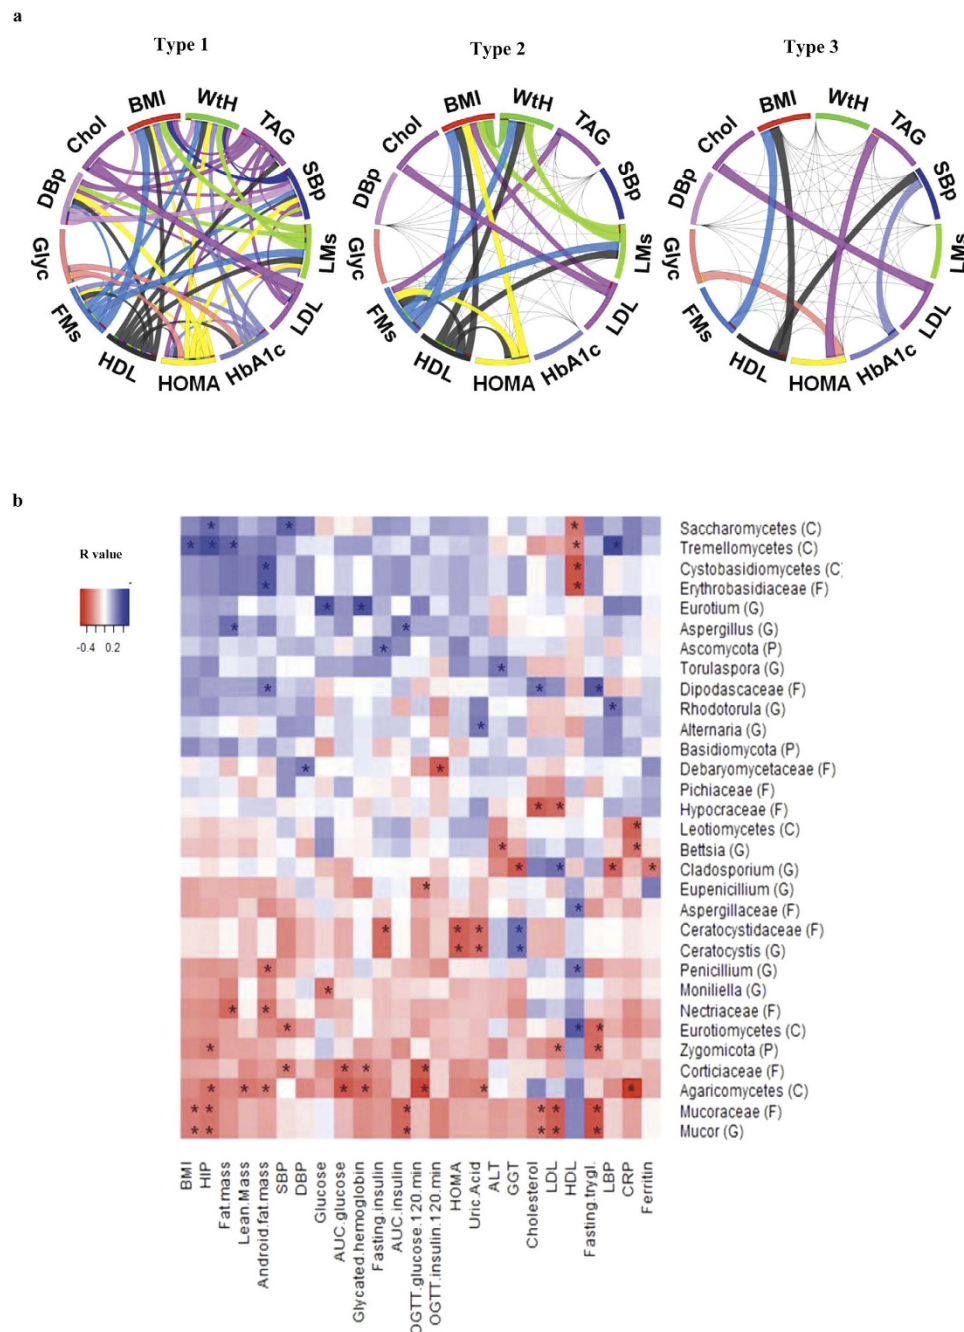 a
Type 1
Type 2
Type 3
BMI
WtH
TAG
SBp
LMs
LDL
HbA1c
HOMA
HDL
FMs
Glyc
DBp
Chol
BMI
WtH
TAG
SBp
LMs
LDL
HbA1c
HOMA
HDL
FMs
Glyc
DBp
Chol
BMI
WtH
TAG
SBp
LMs
LDL
HbA1c
HOMA
HDL
FMs
Glyc
DBp
Chol
b
R value
-0.4 0.2
Saccharomycetes (C)
Tremellomycetes (C)
Cystobasidiomycetes (C)
Erythrobasidiaceae (F)
Eurotium (G)
Aspergillus (G)
Ascomycota (P)
Torulaspora (G)
Dipodascaceae (F)
Rhodotorula (G)
Alternaria (G)
Basidiomycota (P)
Debaryomycetaceae (F)
Pichiaceae (F)
Hypocraceae (F)
Leotiomycetes (C)
Bettsia (G)
Cladosporium (G)
Eupenicillium (G)
Aspergillaceae (F)
Ceratocystidaceae (F)
Ceratocystis (G)
Penicillium (G)
Moniliella (G)
Nectriaceae (F)
Eurotiomycetes (C)
Zygomicota (P)
Corticiaceae (F)
Agaricomycetes (C)
Mucoraceae (F)
Mucor (G)
BMI
HIP
Fat.mass
Lean.Mass
Android.fat.mass
SBP
DBP
Glucose
AUC.glucose
Glycated.hemoglobin
Fasting.insulin
AUC.insulin
OGTT.glucose.120.min
OGTT.insulin.120.min
HOMA
Uric.Acid
ALT
GGT
Cholesterol
LDL
HDL
Fasting.trygl.
LBP
CRP
Ferritin